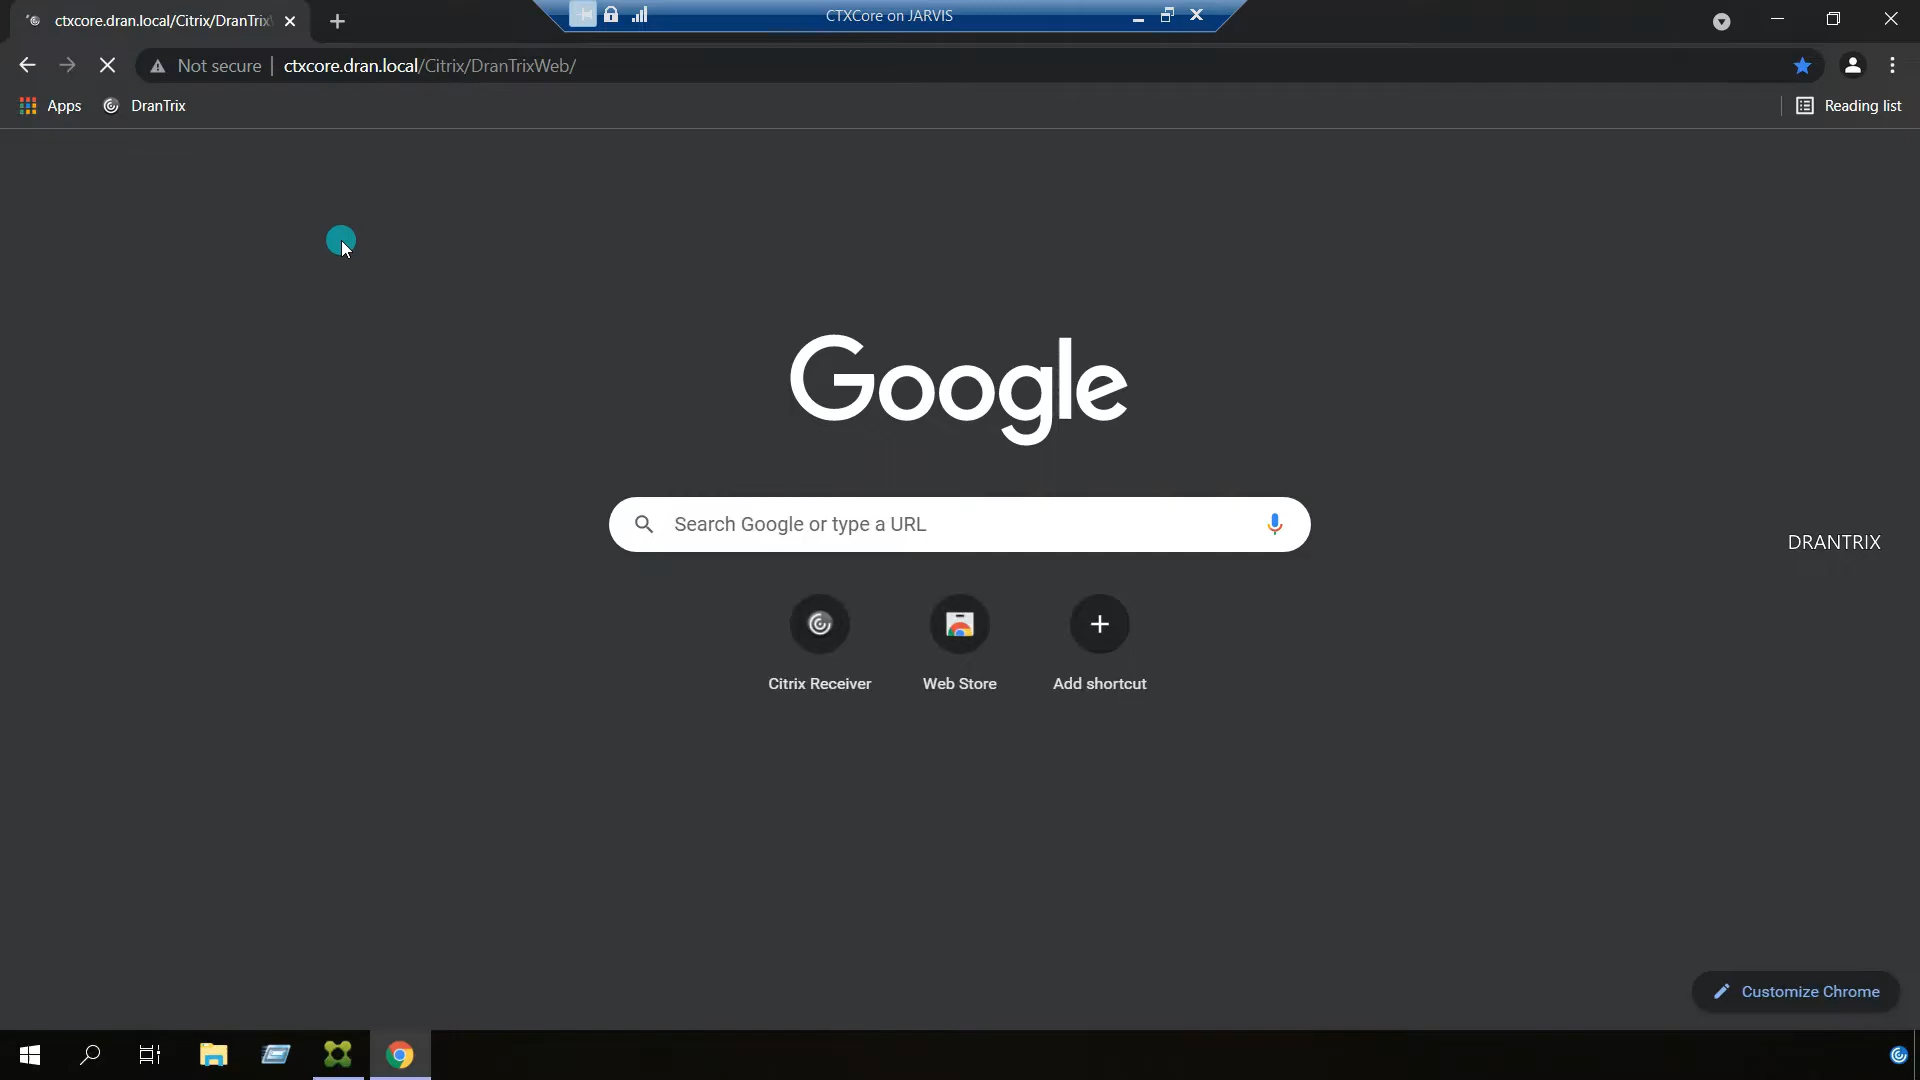 ctxcore.dran.local/Citrix/DranTrix
CTXCore on JARVIS
Not secure | ctxcore.dran.local/Citrix/DranTrixWeb/
Apps
DranTrix
Reading list
Google
Search Google or type a URL
DRANTRIX
Citrix Receiver
Web Store
Add shortcut
Customize Chrome